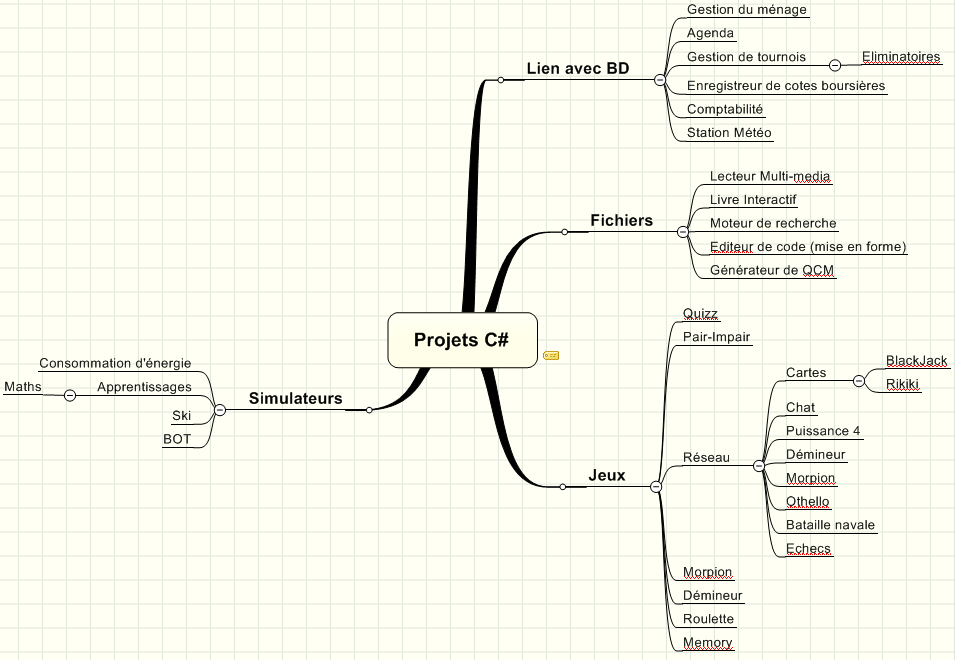 Projets C#
Lien avec BD
Gestion du ménage
Agenda
Gestion de tournois
Eliminatoires
Enregistreur de cotes boursières
Comptabilité
Station Météo
Fichiers
Lecteur Multi-media
Livre Interactif
Moteur de recherche
Editeur de code (mise en forme)
Générateur de QCM
Jeux
Quizz
Pair-Impair
Réseau
Cartes
BlackJack
Rikiki
Chat
Puissance 4
Démineur
Morpion
Othello
Bataille navale
Echecs
Morpion
Démineur
Roulette
Memory
Simulateurs
Consommation d'énergie
Apprentissages
Maths
Ski
BOT